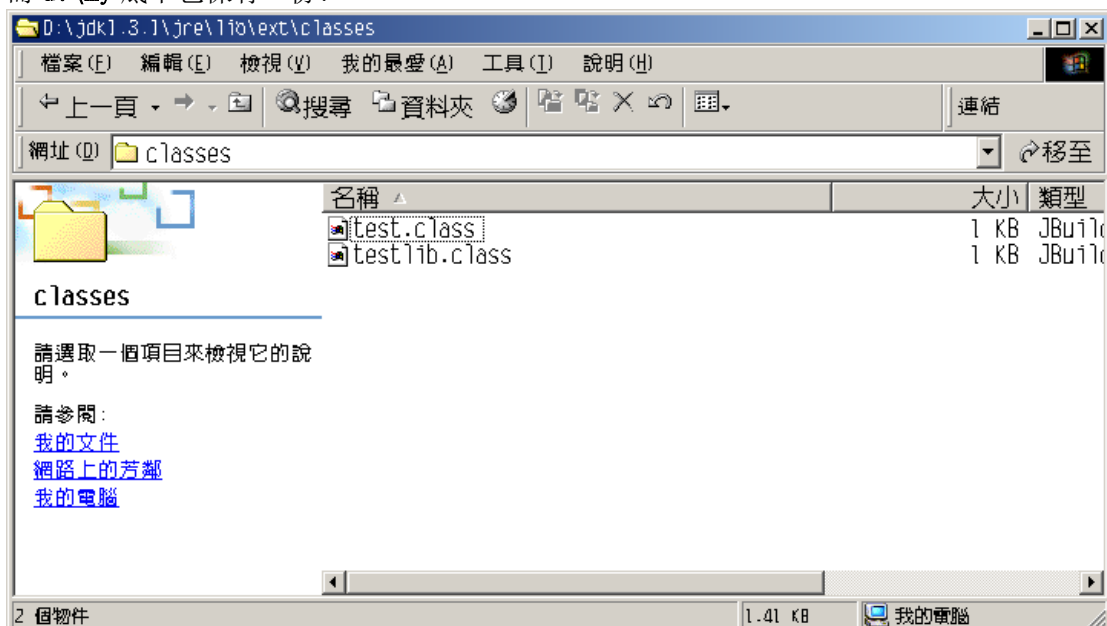 D:\jdk1.3.1\jre\lib\ext\classes
檔案(F) 編輯(E) 檢視(V) 我的最愛(A) 工具(T) 說明(H)
上一頁 搜尋 資料夾 連結
網址(D) classes 移至
名稱 大小 類型
test.class 1 KB JBuil
testlib.class 1 KB JBuil
classes
請選取一個項目來檢視它的說
明。
請參閱:
我的文件
網路上的芳鄰
我的電腦
2 個物件 1.41 KB 我的電腦